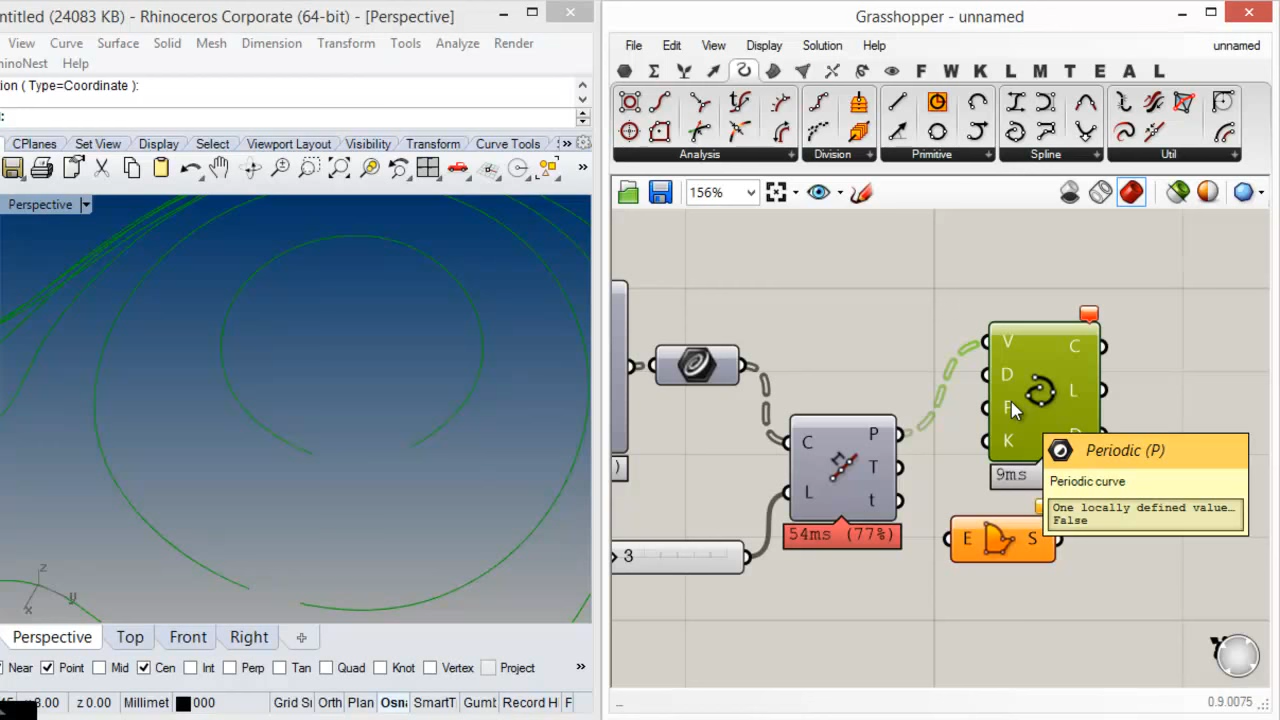 ntitled (24083 KB) - Rhinoceros Corporate (64-bit) - [Perspective]
View Curve Surface Solid Mesh Dimension Transform Tools Analyze Render
hinoNest Help
ion ( Type=Coordinate ):
CPlanes Set View Display Select Viewport Layout Visibility Transform Curve Tools »
»
Perspective
z
x y
Perspective Top Front Right
Near Point Mid Cen Int Perp Tan Quad Knot Vertex Project »
z 0.00 Millimet 000 Grid Sn Orth Plan Osna SmartT Gumb Record H F
Grasshopper - unnamed
File Edit View Display Solution Help unnamed
F W K L M T E A L
Analysis + Division + Primitive + Spline + Util +
156%
V C
D L
P
K
9ms
C P
L T
t
54ms (77%)
3
E S
Periodic (P)
Periodic curve
One locally defined value…
False
0.9.0075